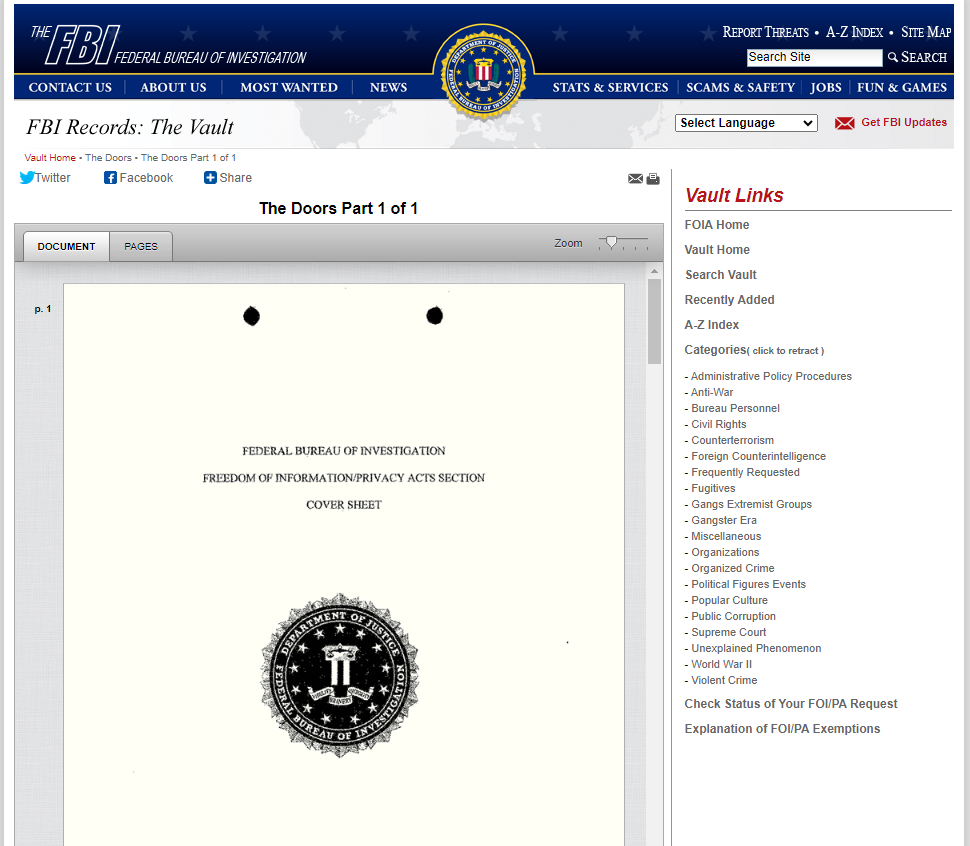 THE FBI FEDERAL BUREAU OF INVESTIGATION
REPORT THREATS • A-Z INDEX • SITE MAP
Search Site SEARCH
CONTACT US ABOUT US MOST WANTED NEWS STATS & SERVICES SCAMS & SAFETY JOBS FUN & GAMES
DEPARTMENT OF JUSTICE
FEDERAL BUREAU OF INVESTIGATION
FBI Records: The Vault
Select Language
Get FBI Updates
Vault Home • The Doors • The Doors Part 1 of 1
Twitter Facebook Share
The Doors Part 1 of 1
DOCUMENT PAGES Zoom
p. 1
FEDERAL BUREAU OF INVESTIGATION
FREEDOM OF INFORMATION/PRIVACY ACTS SECTION
COVER SHEET
DEPARTMENT OF JUSTICE
FEDERAL BUREAU OF INVESTIGATION
Vault Links
FOIA Home
Vault Home
Search Vault
Recently Added
A-Z Index
Categories( click to retract )
- Administrative Policy Procedures
- Anti-War
- Bureau Personnel
- Civil Rights
- Counterterrorism
- Foreign Counterintelligence
- Frequently Requested
- Fugitives
- Gangs Extremist Groups
- Gangster Era
- Miscellaneous
- Organizations
- Organized Crime
- Political Figures Events
- Popular Culture
- Public Corruption
- Supreme Court
- Unexplained Phenomenon
- World War II
- Violent Crime
Check Status of Your FOI/PA Request
Explanation of FOI/PA Exemptions